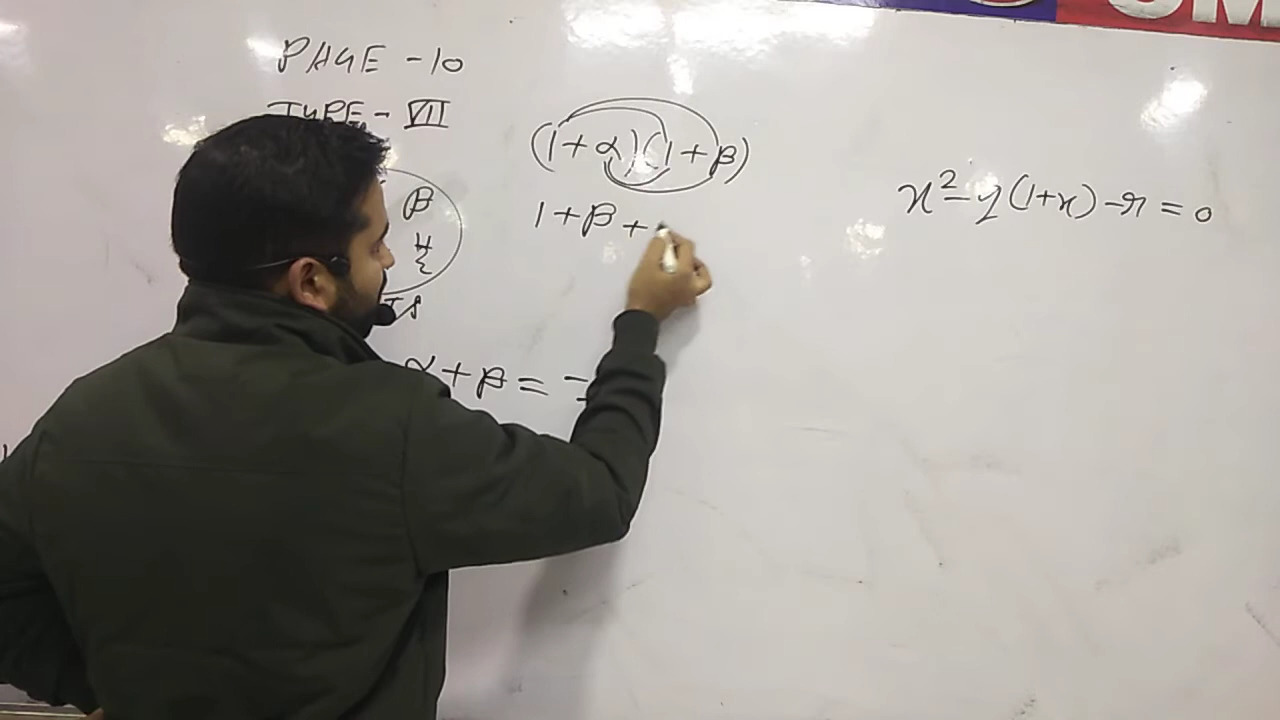 PAGE - 10
TYPE - VII
(1+α)(1+β)
1+β+
x²-y(1+x)-r=0
β
α+β = -